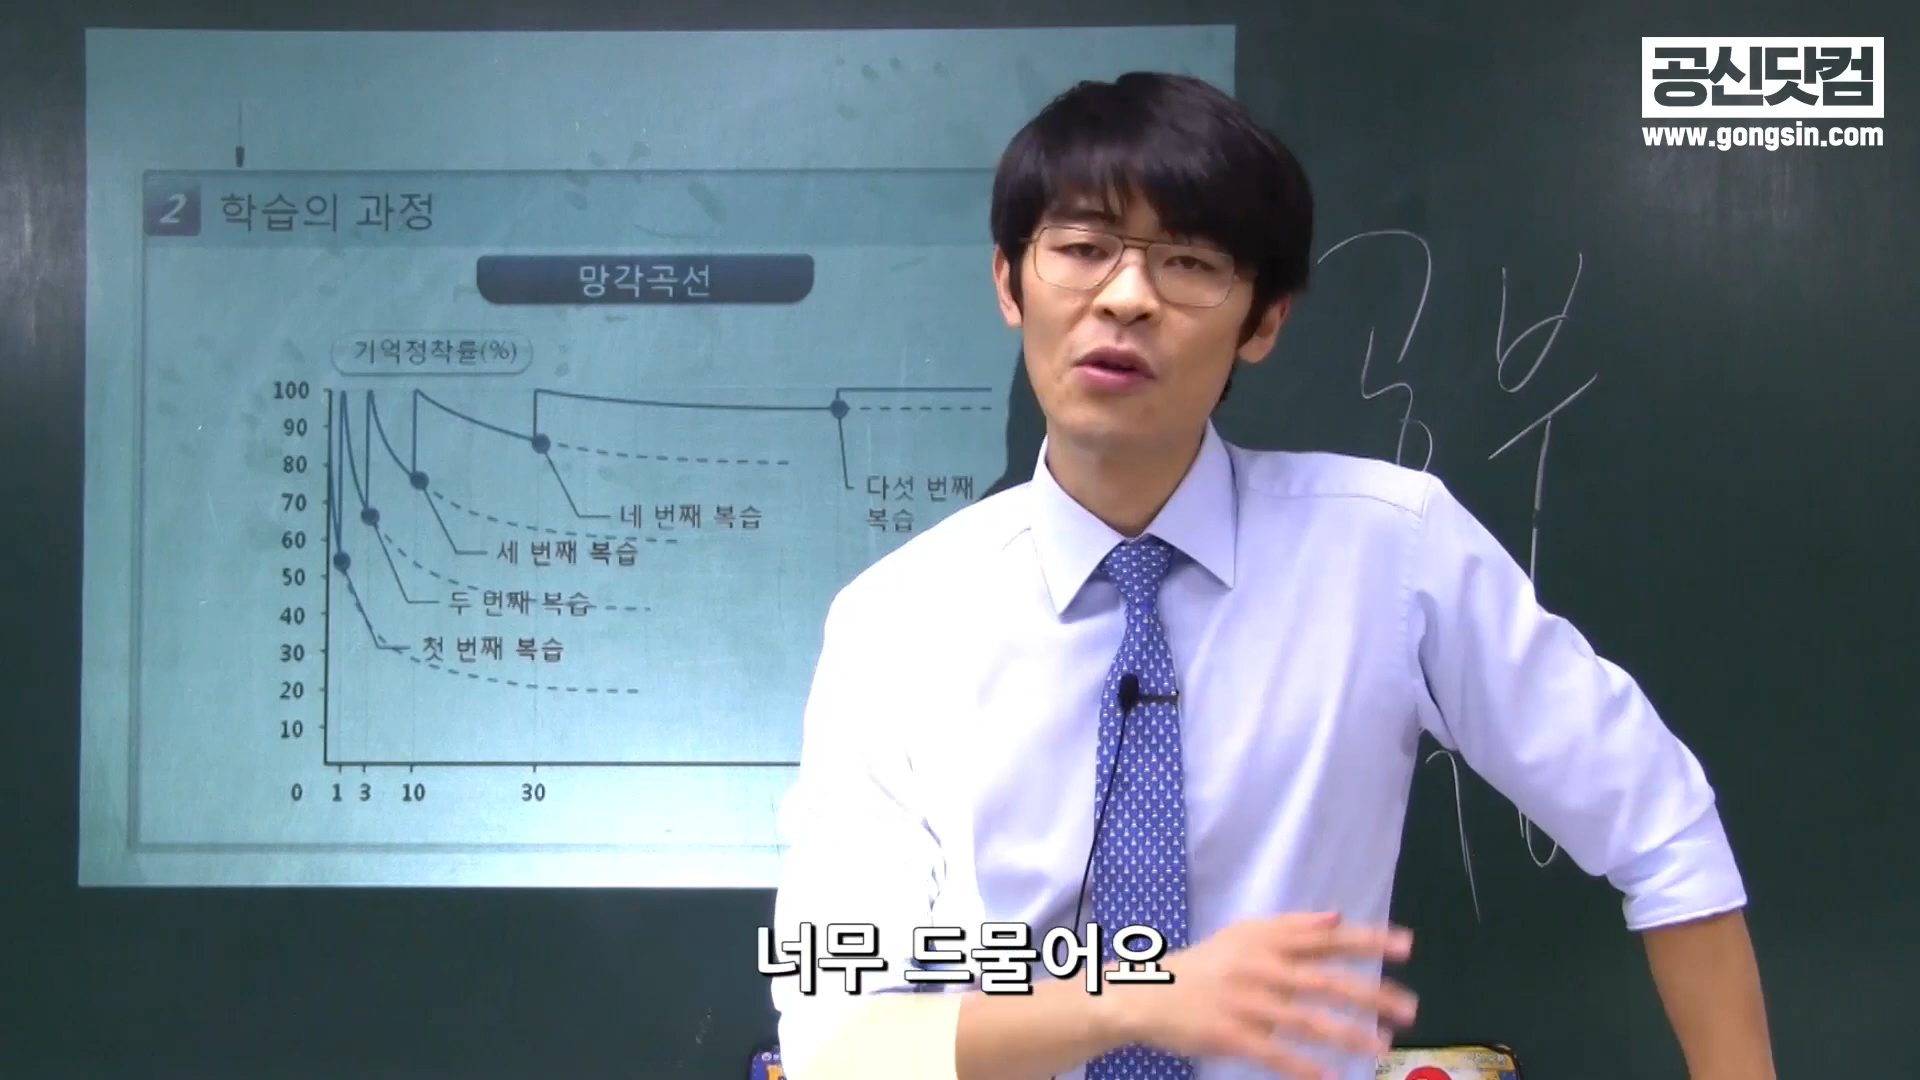 공신닷컴
www.gongsin.com
2 학습의 과정
망각곡선
기억정착률(%)
100
90
80
70
60
50
40
30
20
10
0 1 3 10 30
다섯 번째
복습
네 번째 복습
세 번째 복습
두 번째 복습
첫 번째 복습
공부
너무 드물어요